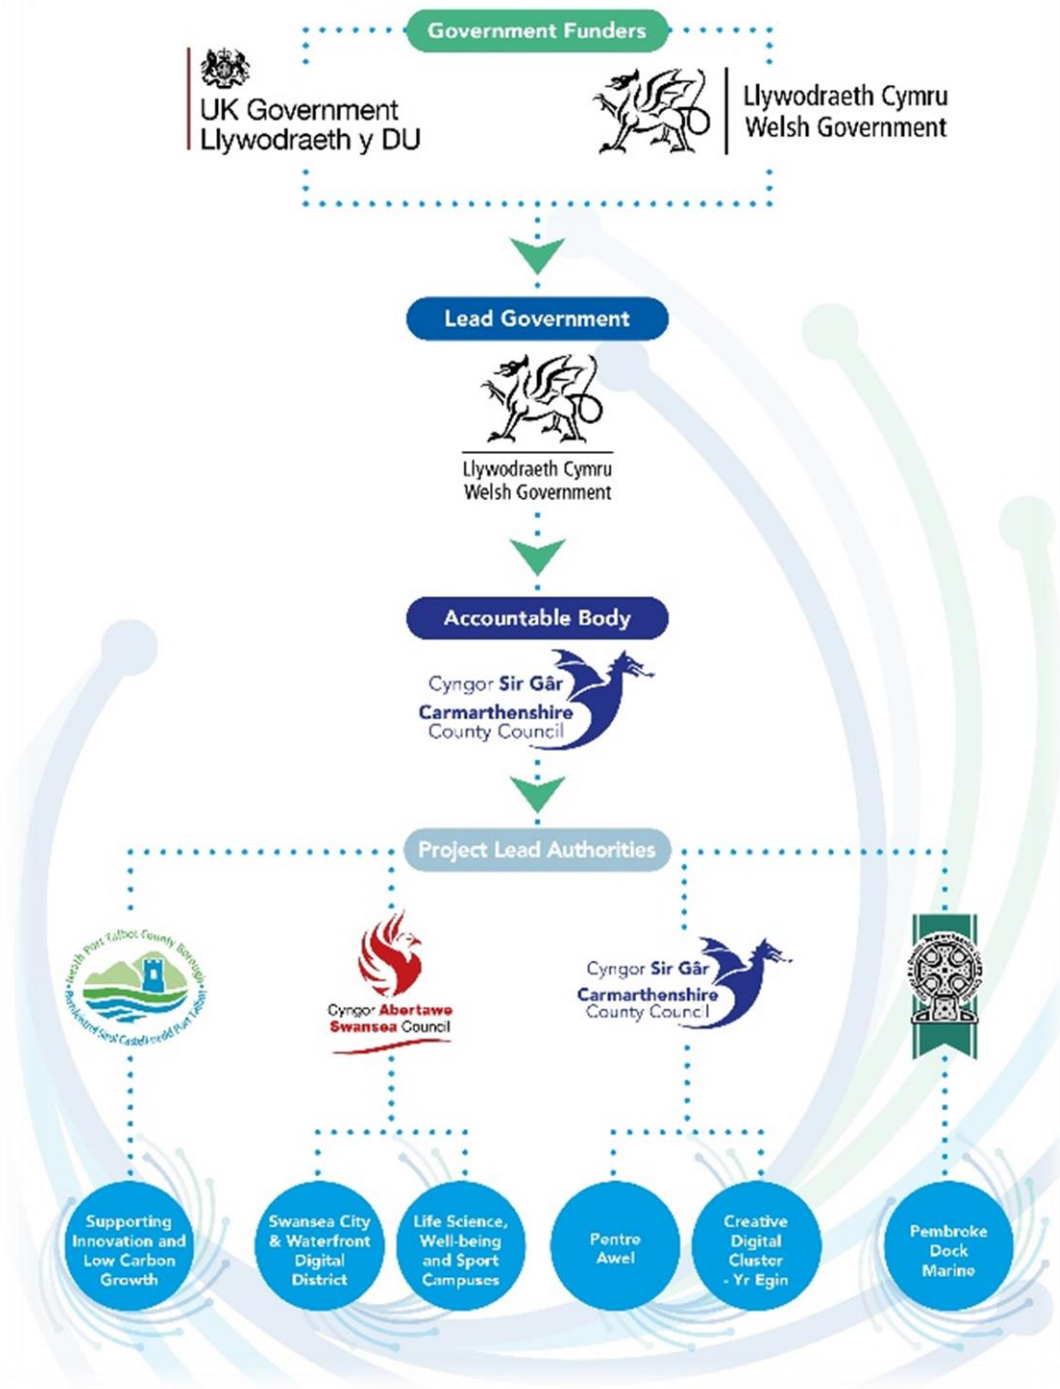 Government Funders
UK Government
Llywodraeth y DU
Llywodraeth Cymru
Welsh Government
Lead Government
Llywodraeth Cymru
Welsh Government
Accountable Body
Cyngor Sir Gâr
Carmarthenshire
County Council
Project Lead Authorities
Neath Port Talbot County Borough
Cyngor Abertawe
Swansea Council
Cyngor Sir Gâr
Carmarthenshire
County Council
Supporting
Innovation and
Low Carbon
Growth
Swansea City
& Waterfront
Digital
District
Life Science,
Well-being
and Sport
Campuses
Pentre
Awel
Creative
Digital
Cluster
- Yr Egin
Pembroke
Dock
Marine